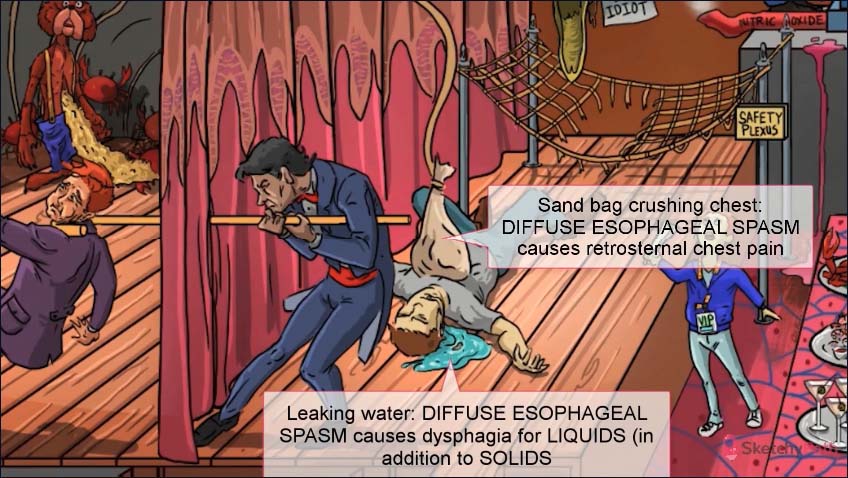 IDIOT
NITRIC OXIDE
SAFETY
PLEXUS
Sand bag crushing chest:
DIFFUSE ESOPHAGEAL SPASM
causes retrosternal chest pain
VIP
Leaking water: DIFFUSE ESOPHAGEAL
SPASM causes dysphagia for LIQUIDS (in
addition to SOLIDS